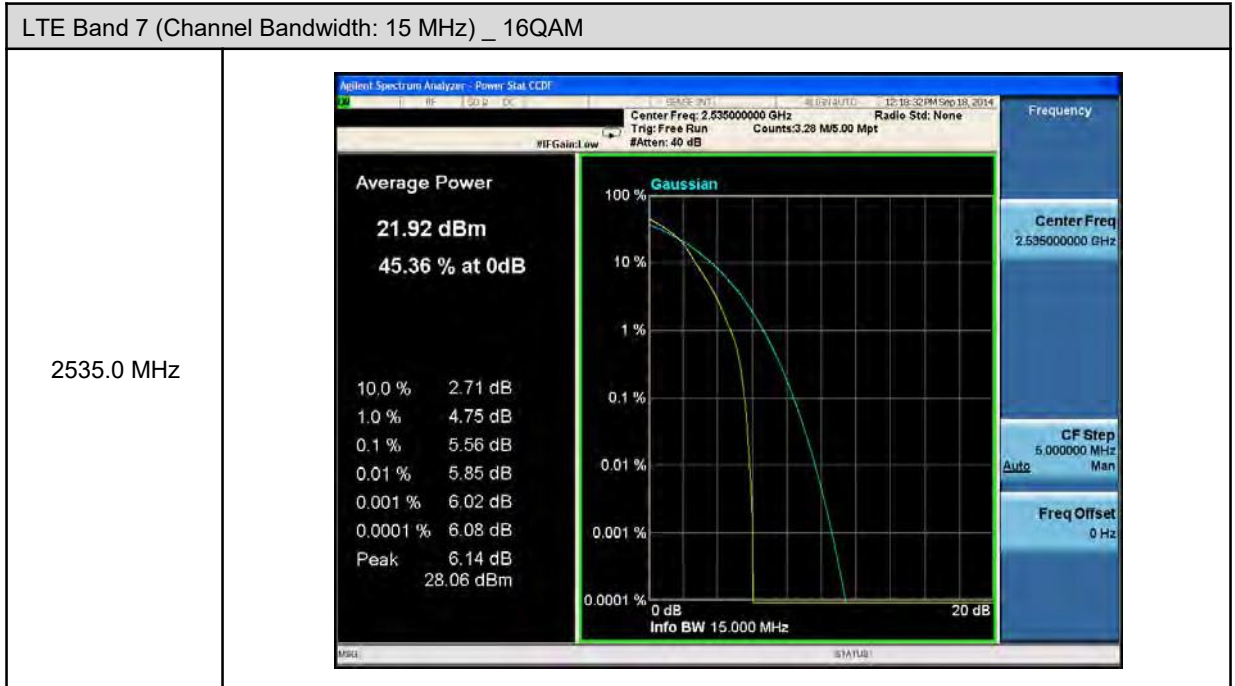 LTE Band 7 (Channel Bandwidth: 15 MHz) _ 16QAM
2535.0 MHz
Agilent Spectrum Analyzer - Power Stat CCDF
RF
DC
SENSE:INT
ALIGN AUTO
12:18:32 PM Sep 18, 2014
Center Freq: 2.535000000 GHz
Radio Std: None
Trig: Free Run
Counts:3.28 M/5.00 Mpt
#IFGain:Low
#Atten: 40 dB
Average Power
21.92 dBm
45.36 % at 0dB
10.0 % 2.71 dB
1.0 % 4.75 dB
0.1 % 5.56 dB
0.01 % 5.85 dB
0.001 % 6.02 dB
0.0001 % 6.08 dB
Peak 6.14 dB
28.06 dBm
Gaussian
100 %
10 %
1 %
0.1 %
0.01 %
0.001 %
0.0001 %
0 dB
20 dB
Info BW 15.000 MHz
Frequency
Center Freq
2.535000000 GHz
CF Step
5.000000 MHz
Auto Man
Freq Offset
0 Hz
MSG
STATUS